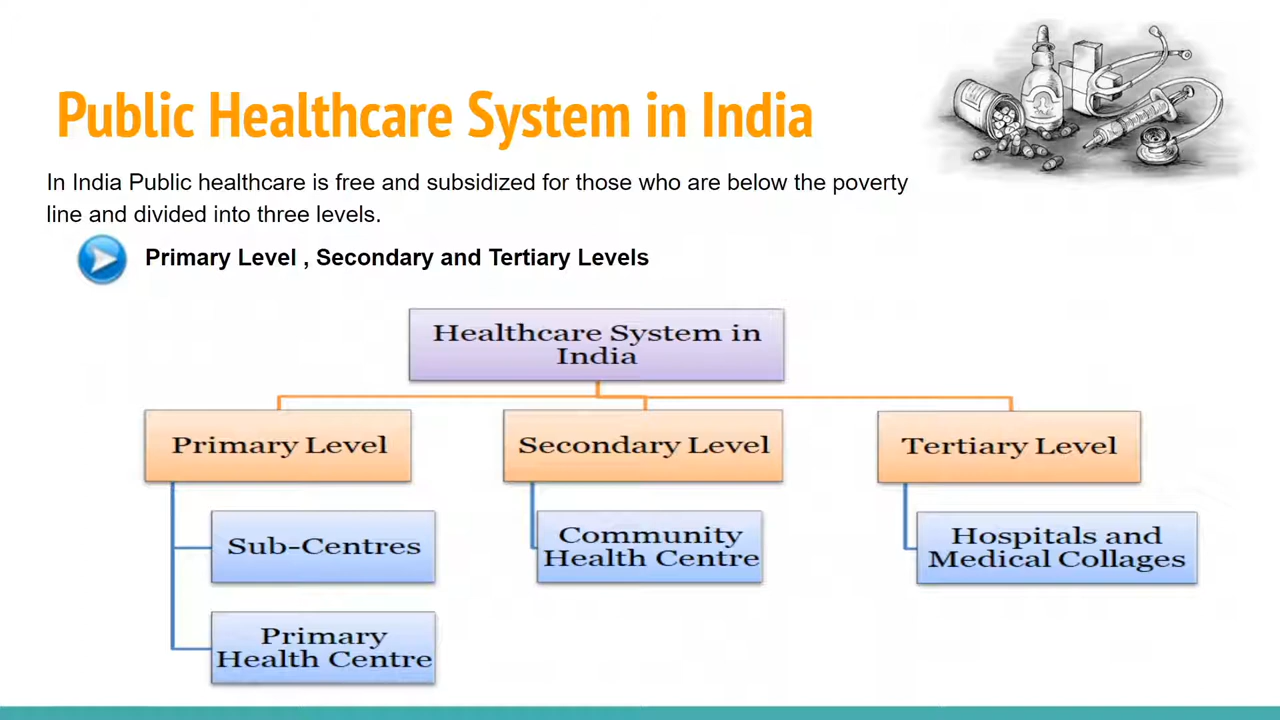 Public Healthcare System in India
In India Public healthcare is free and subsidized for those who are below the poverty
line and divided into three levels.
Primary Level , Secondary and Tertiary Levels
Healthcare System in
India
Primary Level
Secondary Level
Tertiary Level
Sub-Centres
Community
Health Centre
Hospitals and
Medical Collages
Primary
Health Centre